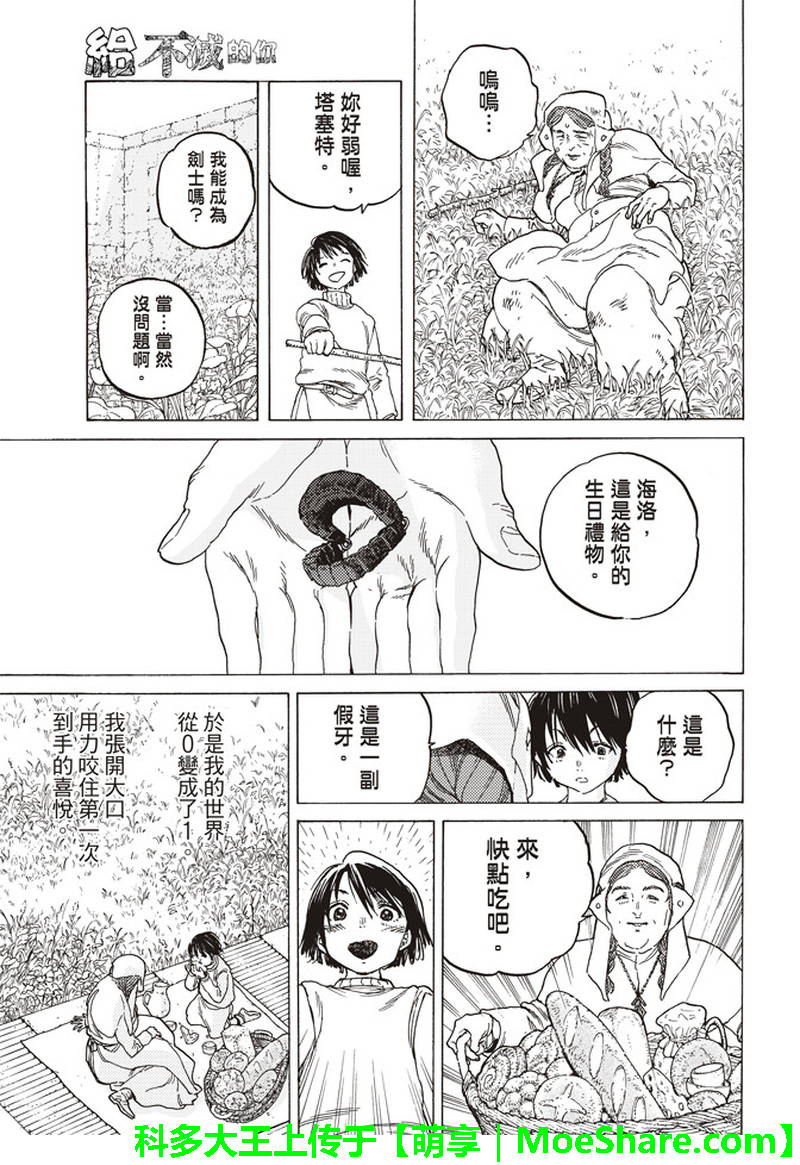 給不滅的你
嗚嗚…
妳好弱喔，
塔塞特。
我能成為
劍士嗎？
當…當然
沒問題啊。
海洛，
這是給你的
生日禮物。
這是
什麼？
這是一副
假牙。
來，
快點吃吧。
於是我的世界
從0變成了1。
我張開大口
用力咬住第一次
到手的喜悅。
科多大王上传于【萌享/MoeShare.com】